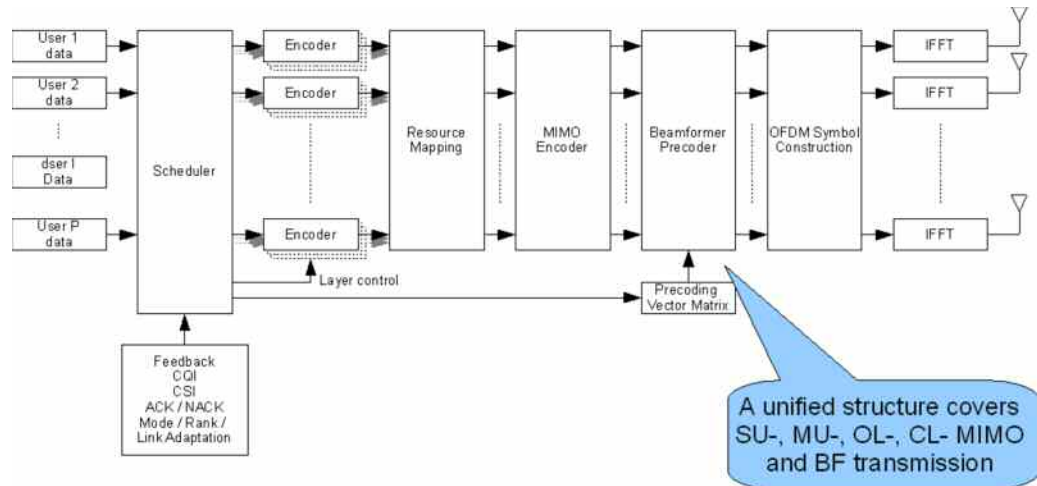 User 1
data
User 2
data
dser I
Data
User P
data
Scheduler
Encoder
Encoder
Encoder
Layer control
Resource
Mapping
MIMO
Encoder
Beamformer
Precoder
OFDM Symbol
Construction
IFFT
IFFT
IFFT
Precoding
Vector Matrix
Feedback
CQI
CSI
ACK / NACK
Mode / Rank /
Link Adaptation
A unified structure covers
SU-, MU-, OL-, CL- MIMO
and BF transmission